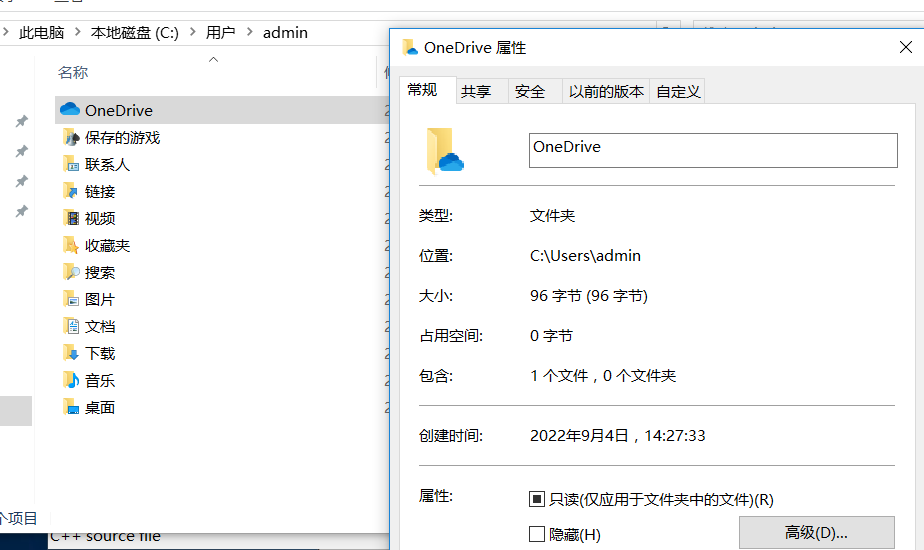 此电脑 > 本地磁盘 (C:) > 用户 > admin
名称
OneDrive
保存的游戏
联系人
链接
视频
收藏夹
搜索
图片
文档
下载
音乐
桌面
个项目
C++ source file
OneDrive 属性
常规 共享 安全 以前的版本 自定义
OneDrive
类型: 文件夹
位置: C:\Users\admin
大小: 96 字节 (96 字节)
占用空间: 0 字节
包含: 1 个文件，0 个文件夹
创建时间: 2022年9月4日，14:27:33
属性: 只读(仅应用于文件夹中的文件)(R)
隐藏(H)
高级(D)...